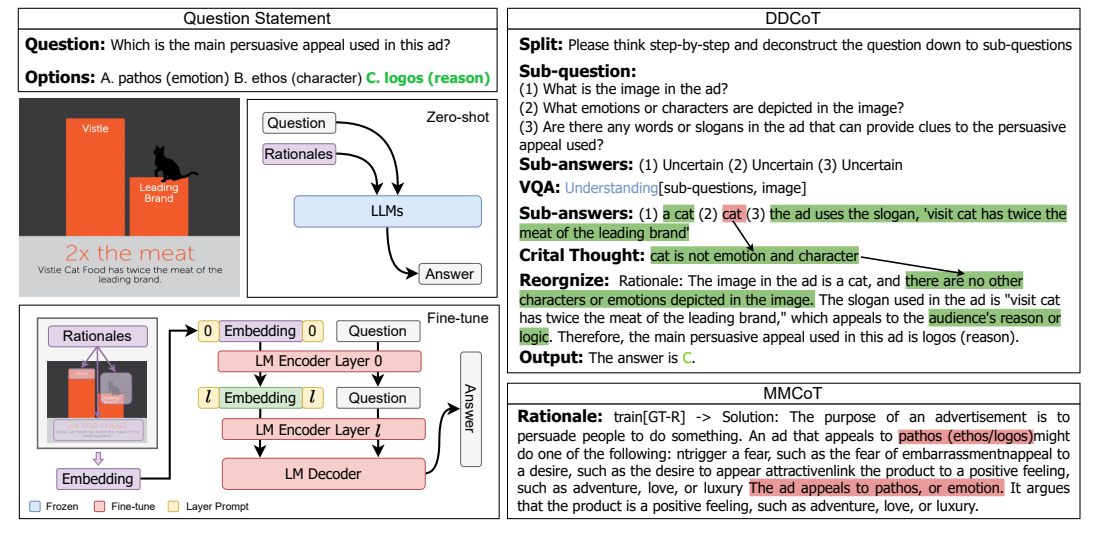 Question Statement
Question: Which is the main persuasive appeal used in this ad?
Options: A. pathos (emotion) B. ethos (character) C. logos (reason)
Vistle
Leading
Brand
2x the meat
Vistle Cat Food has twice the meat of the
leading brand.
Zero-shot
Question
Rationales
LLMs
Answer
Fine-tune
Rationales
Vistle
Leading
Brand
2x the meat
Vistle Cat Food has twice the meat of the
leading brand.
Embedding
0 Embedding 0 Question
LM Encoder Layer 0
l Embedding l Question
LM Encoder Layer l
LM Decoder
Answer
Frozen Fine-tune Layer Prompt
DDCoT
Split: Please think step-by-step and deconstruct the question down to sub-questions
Sub-question:
(1) What is the image in the ad?
(2) What emotions or characters are depicted in the image?
(3) Are there any words or slogans in the ad that can provide clues to the persuasive
appeal used?
Sub-answers: (1) Uncertain (2) Uncertain (3) Uncertain
VQA: Understanding[sub-questions, image]
Sub-answers: (1) a cat (2) cat (3) the ad uses the slogan, 'visit cat has twice the
meat of the leading brand'
Crital Thought: cat is not emotion and character
Reorgnize: Rationale: The image in the ad is a cat, and there are no other
characters or emotions depicted in the image. The slogan used in the ad is "visit cat
has twice the meat of the leading brand," which appeals to the audience's reason or
logic. Therefore, the main persuasive appeal used in this ad is logos (reason).
Output: The answer is C.
MMCoT
Rationale: train[GT-R] -> Solution: The purpose of an advertisement is to
persuade people to do something. An ad that appeals to pathos (ethos/logos)might
do one of the following: ntrigger a fear, such as the fear of embarrassmentnappeal to
a desire, such as the desire to appear attractivenlink the product to a positive feeling,
such as adventure, love, or luxury The ad appeals to pathos, or emotion. It argues
that the product is a positive feeling, such as adventure, love, or luxury.